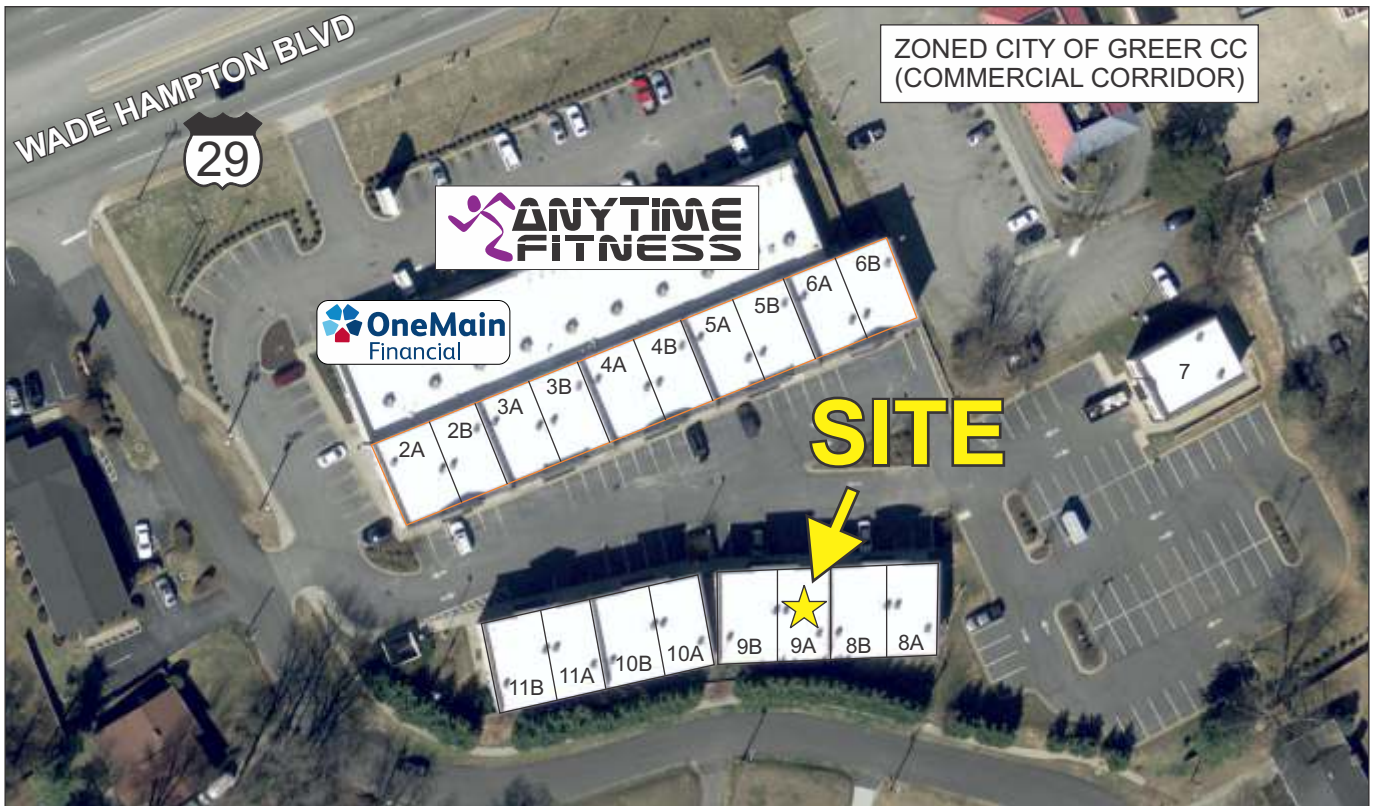 WADE HAMPTON BLVD
29
ZONED CITY OF GREER CC
(COMMERCIAL CORRIDOR)
ANYTIME
FITNESS
OneMain
Financial
2A
2B
3A
3B
4A
4B
5A
5B
6A
6B
7
SITE
11B
11A
10B
10A
9B
9A
8B
8A